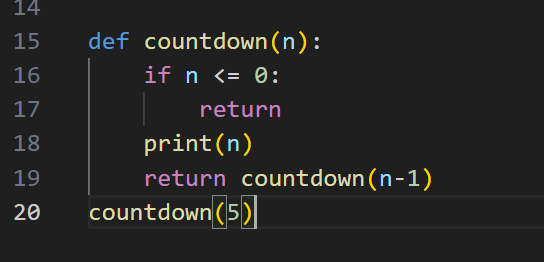 14
15 def countdown(n):
16     if n <= 0:
17         return
18     print(n)
19     return countdown(n-1)
20 countdown(5)